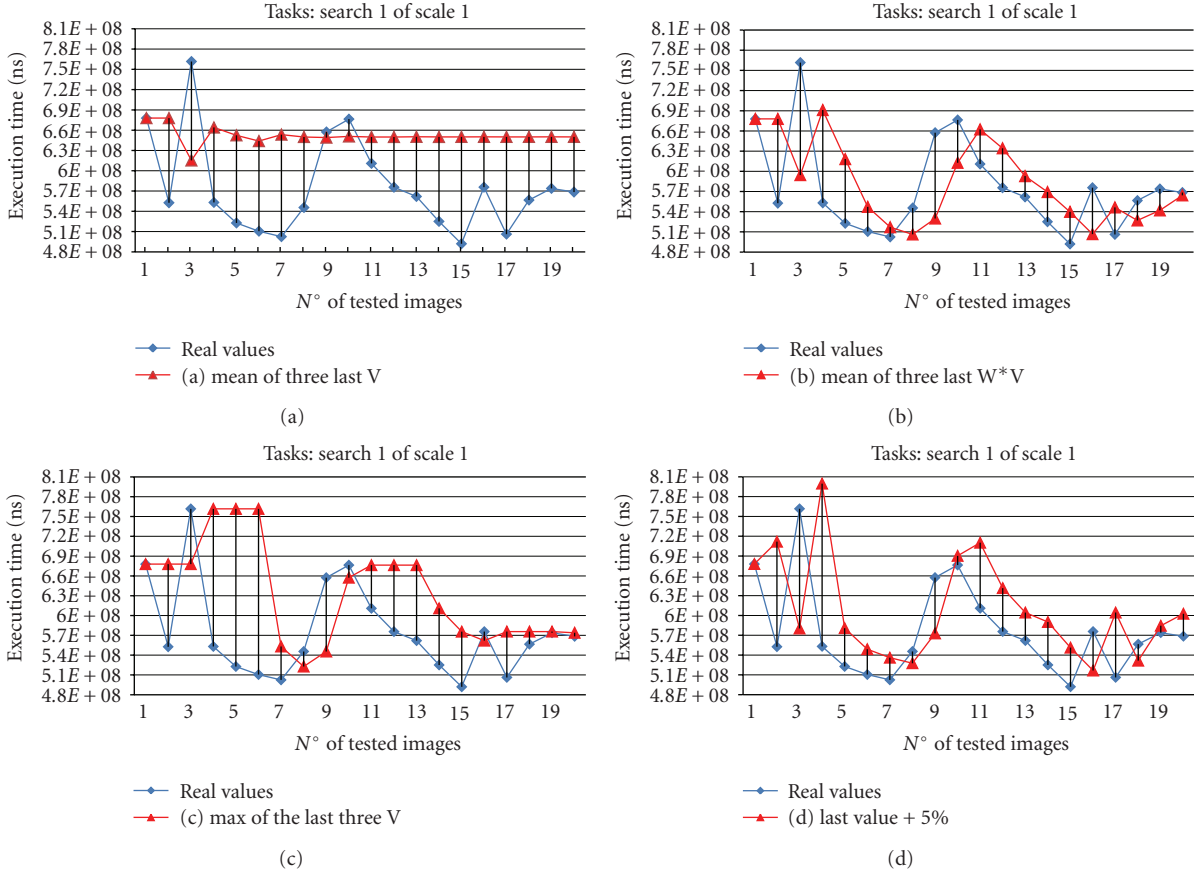 Tasks: search 1 of scale 1
8.1E + 08
7.8E + 08
7.5E + 08
7.2E + 08
6.9E + 08
6.6E + 08
6.3E + 08
6E + 08
5.7E + 08
5.4E + 08
5.1E + 08
4.8E + 08
Execution time (ns)
1 3 5 7 9 11 13 15 17 19
N° of tested images
Real values
(a) mean of three last V
(a)
Tasks: search 1 of scale 1
8.1E + 08
7.8E + 08
7.5E + 08
7.2E + 08
6.9E + 08
6.6E + 08
6.3E + 08
6E + 08
5.7E + 08
5.4E + 08
5.1E + 08
4.8E + 08
Execution time (ns)
1 3 5 7 9 11 13 15 17 19
N° of tested images
Real values
(b) mean of three last W*V
(b)
Tasks: search 1 of scale 1
8.1E + 08
7.8E + 08
7.5E + 08
7.2E + 08
6.9E + 08
6.6E + 08
6.3E + 08
6E + 08
5.7E + 08
5.4E + 08
5.1E + 08
4.8E + 08
Execution time (ns)
1 3 5 7 9 11 13 15 17 19
N° of tested images
Real values
(c) max of the last three V
(c)
Tasks: search 1 of scale 1
8.1E + 08
7.8E + 08
7.5E + 08
7.2E + 08
6.9E + 08
6.6E + 08
6.3E + 08
6E + 08
5.7E + 08
5.4E + 08
5.1E + 08
4.8E + 08
Execution time (ns)
1 3 5 7 9 11 13 15 17 19
N° of tested images
Real values
(d) last value + 5%
(d)